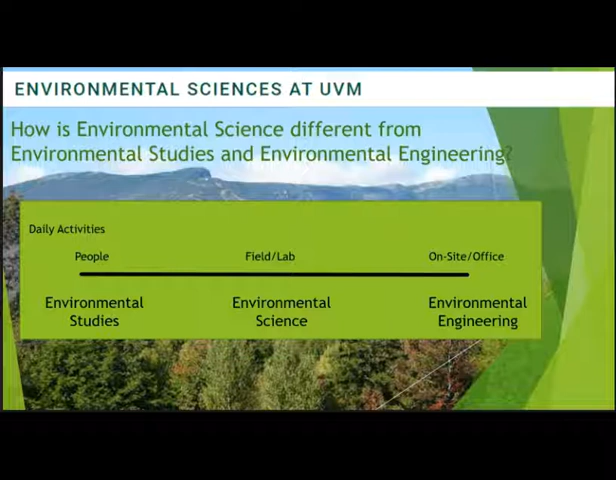 ENVIRONMENTAL SCIENCES AT UVM
How is Environmental Science different from
Environmental Studies and Environmental Engineering?
Daily Activities
People Field/Lab On-Site/Office
Environmental Environmental Environmental
Studies Science Engineering